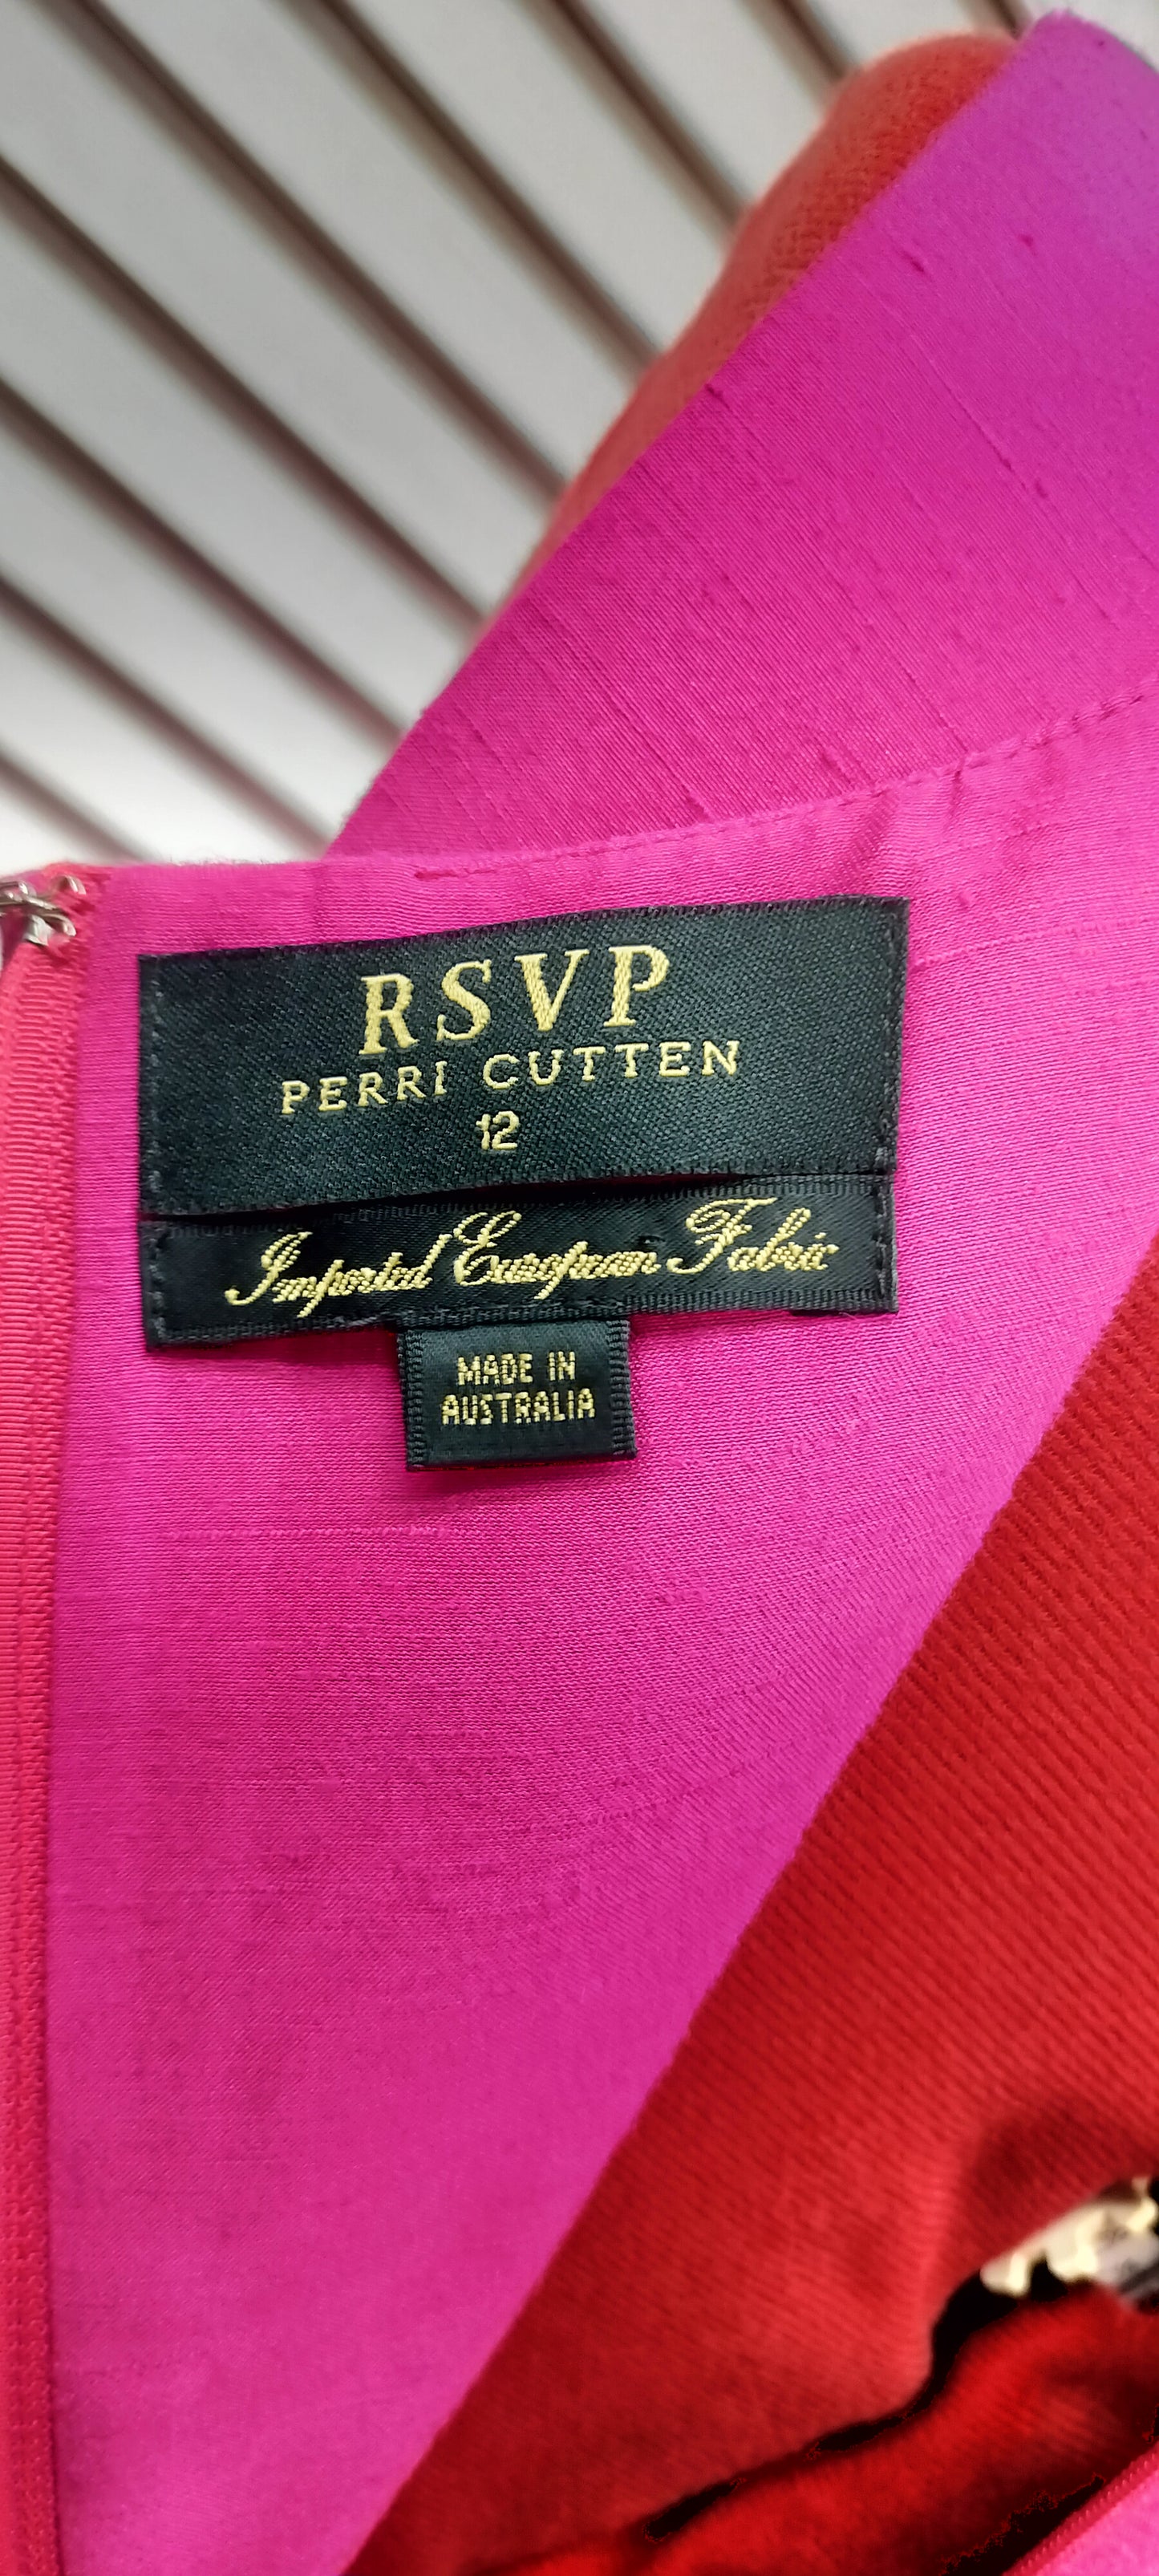 RSVP
PERRI CUTTEN
12
Imported European Fabric
MADE IN
AUSTRALIA